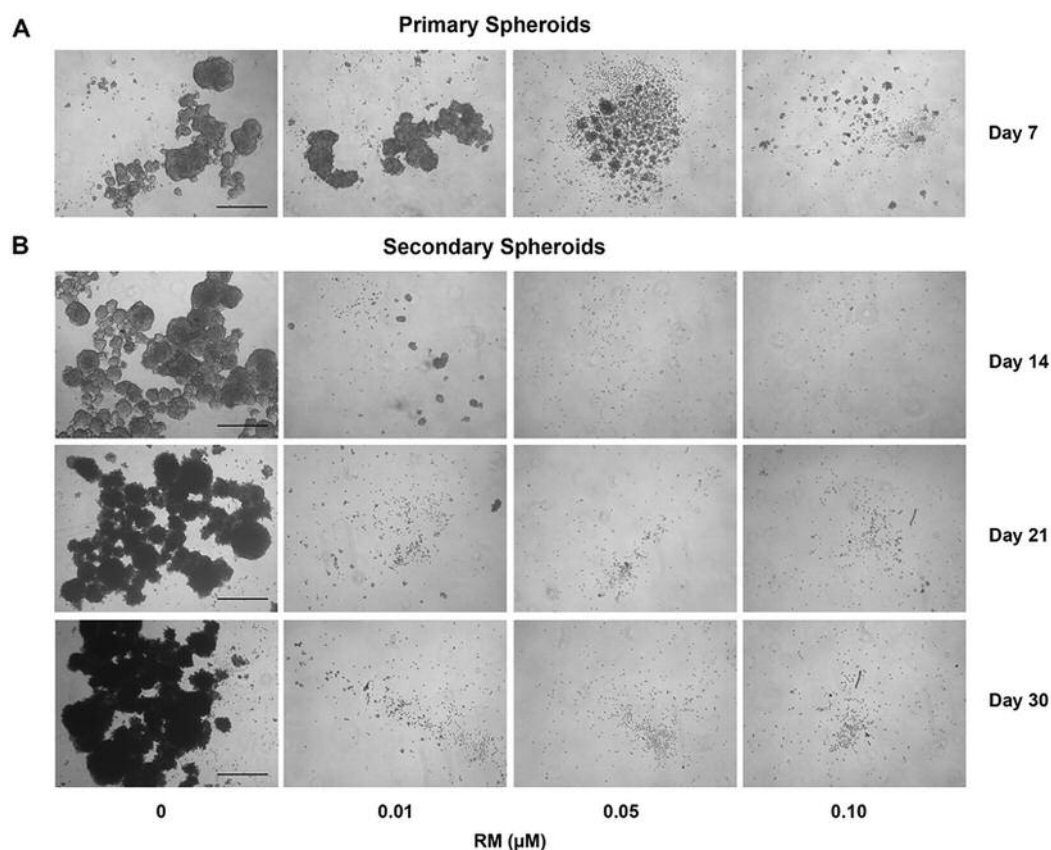 A
Primary Spheroids
Day 7
B
Secondary Spheroids
Day 14
Day 21
Day 30
0 0.01 0.05 0.10
RM (µM)